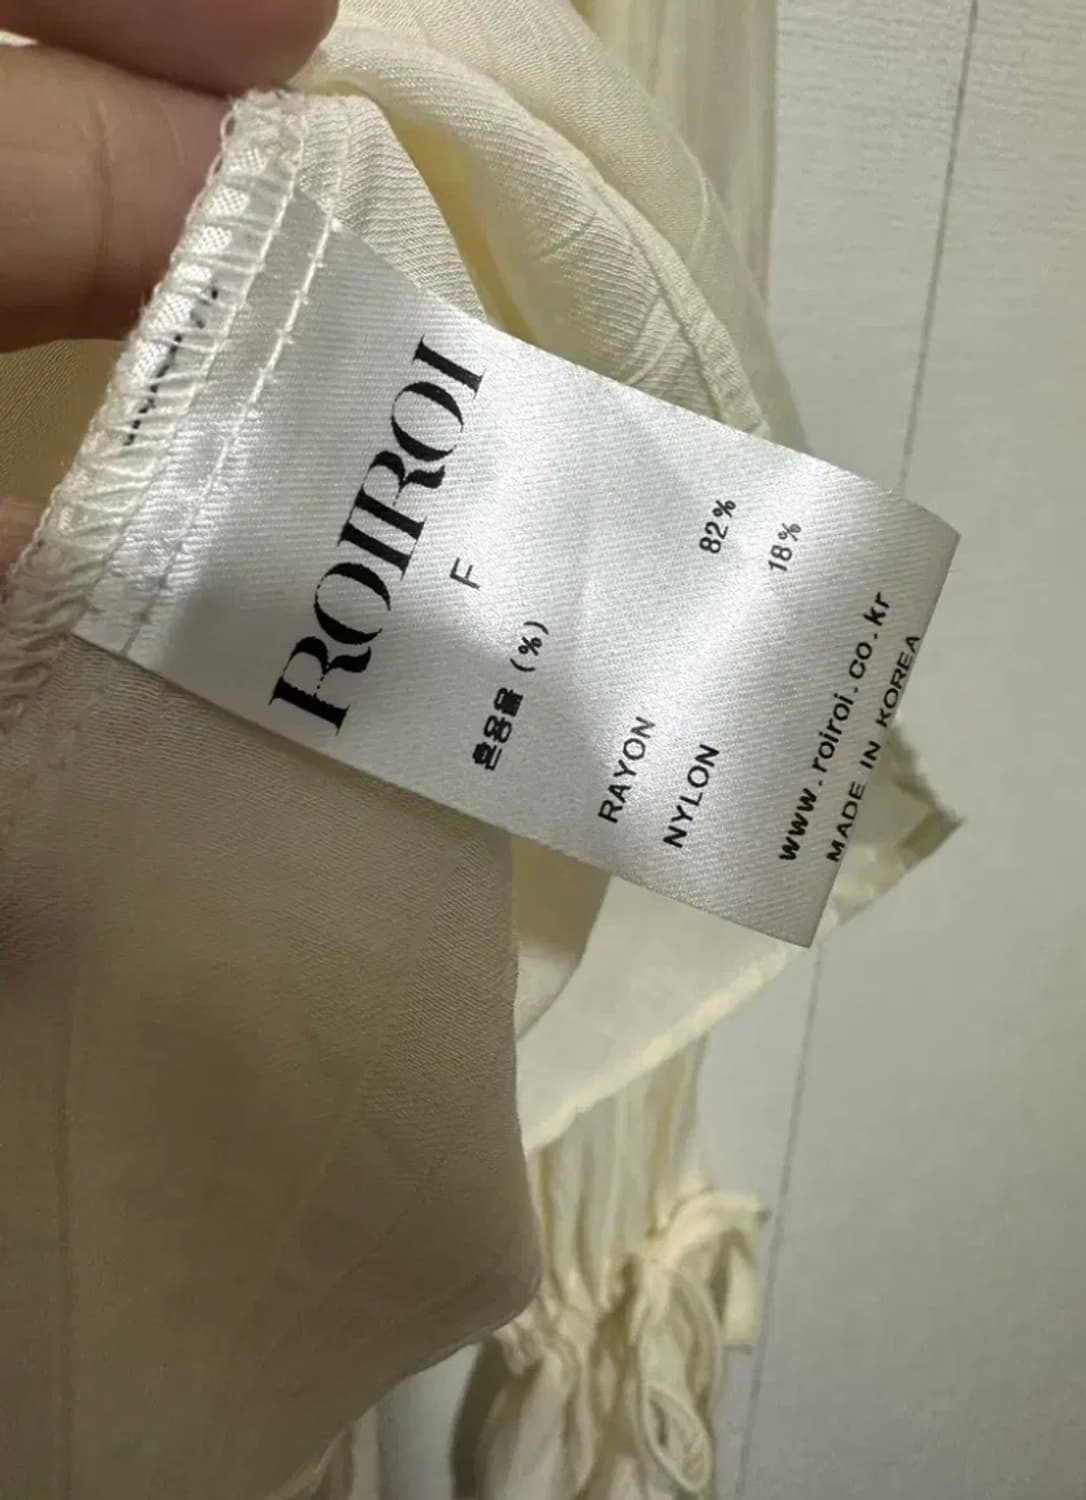 ROIROI
F
혼용율(%)
RAYON 82%
NYLON 18%
www.roiroi.co.kr
MADE IN KOREA